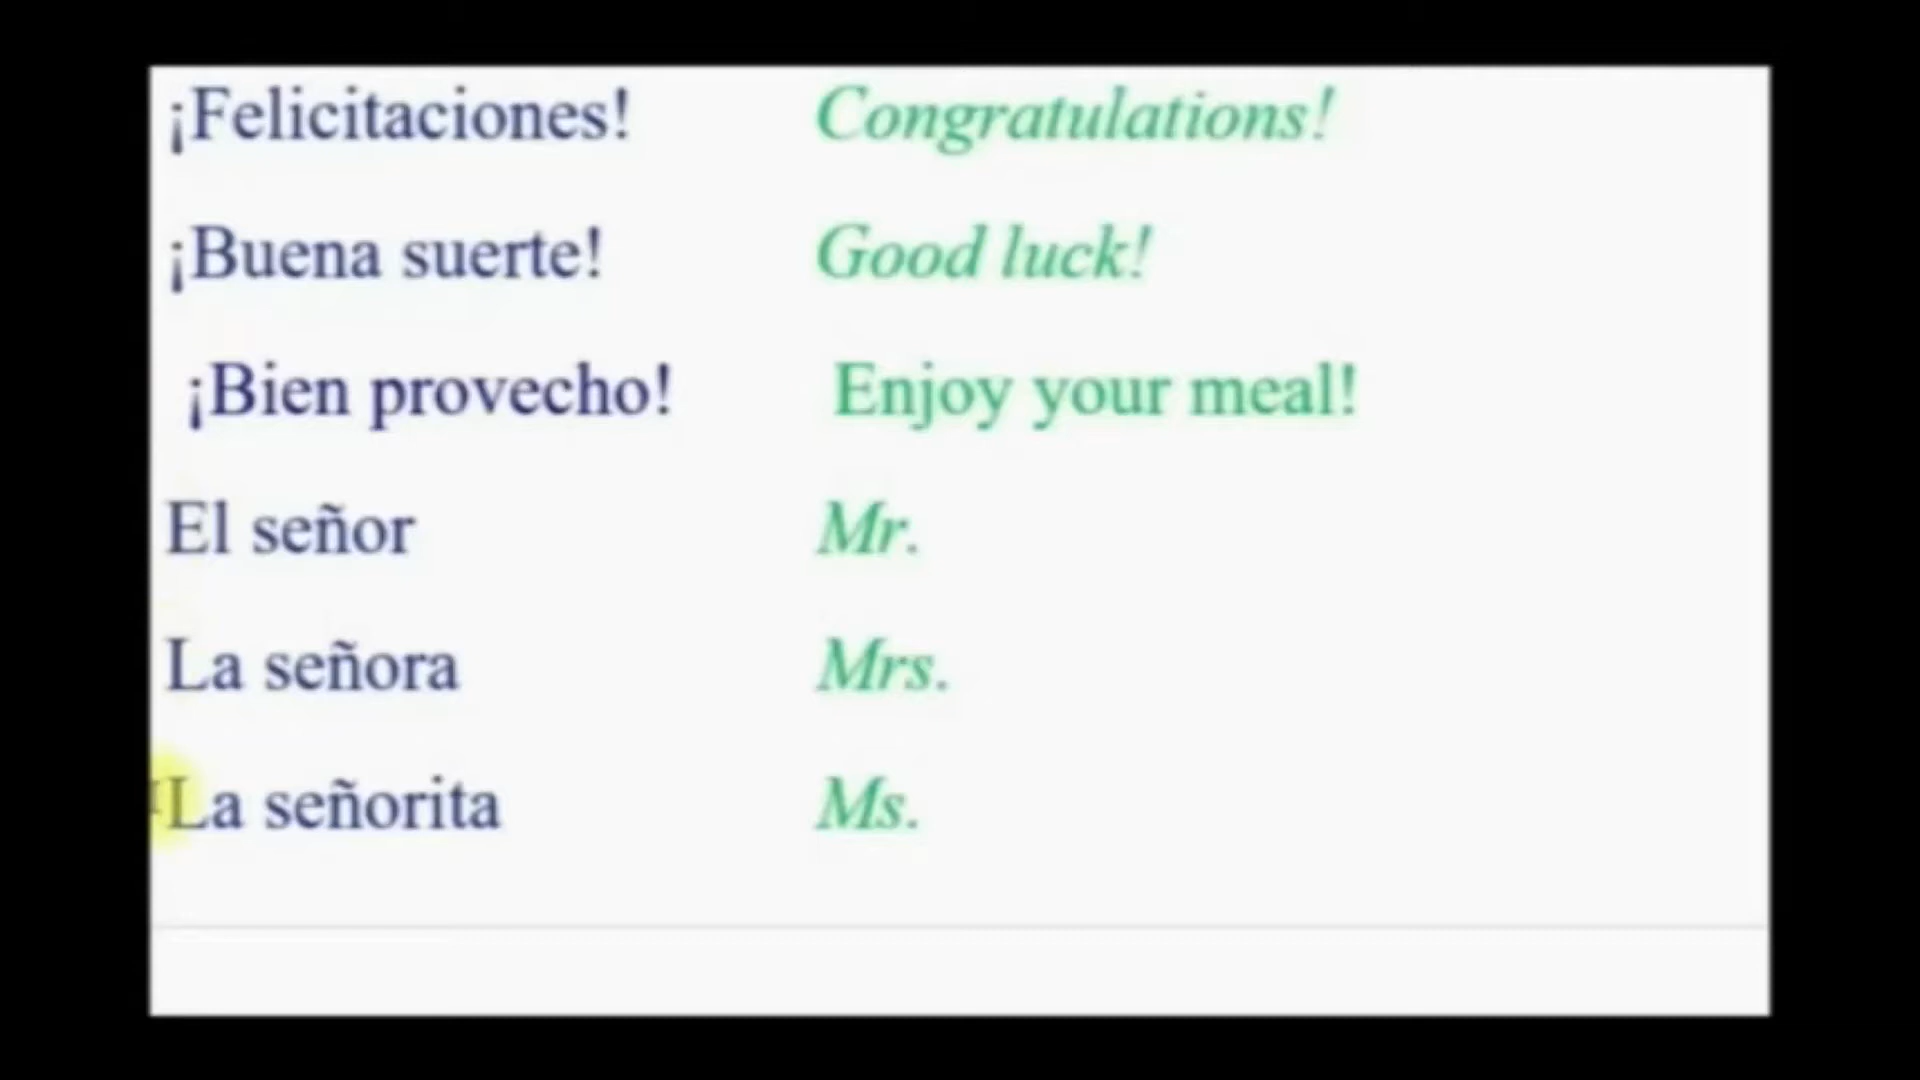 ¡Felicitaciones! Congratulations!
¡Buena suerte! Good luck!
¡Bien provecho! Enjoy your meal!
El señor Mr.
La señora Mrs.
La señorita Ms.